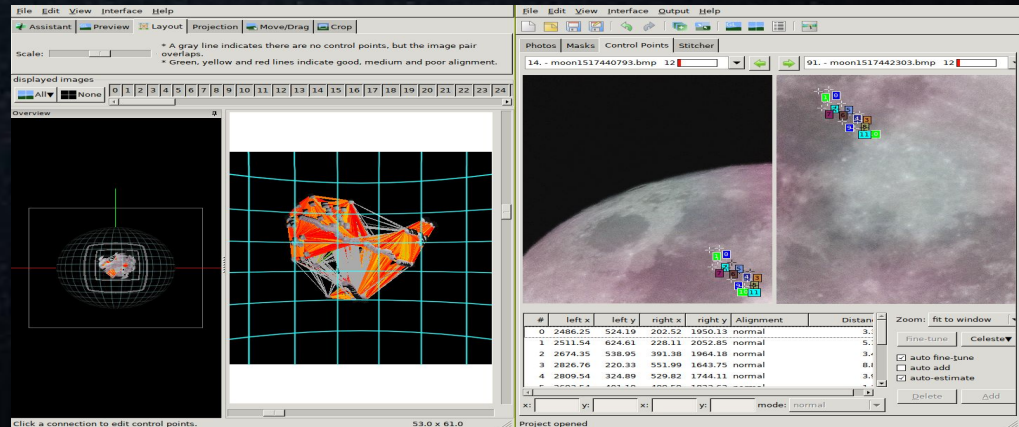 File Edit View Interface Help
Assistant Preview Layout Projection Move/Drag Crop
Scale:
* A gray line indicates there are no control points, but the image pair
overlaps.
* Green, yellow and red lines indicate good, medium and poor alignment.
displayed images
All None 0 1 2 3 4 5 6 7 8 9 10 11 12 13 14 15 16 17 18 19 20 21 22 23 24
Overview
Click a connection to edit control points. 53.0 x 61.0
File Edit View Interface Output Help
Photos Masks Control Points Stitcher
14. - moon1517440793.bmp 12 91. - moon1517442303.bmp 12
# left x left y right x right y Alignment Distan
0 2486.25 524.19 202.52 1950.13 normal 3.
1 2511.54 624.61 228.11 2052.85 normal 5.
2 2674.35 538.95 391.38 1964.18 normal 3.
3 2826.76 220.33 551.99 1643.75 normal 8.
4 2809.54 324.89 529.82 1744.11 normal 3.
x: y: x: y: mode: normal
Zoom: fit to window
Fine-tune Celeste
auto fine-tune
auto add
auto-estimate
Delete Add
Project opened